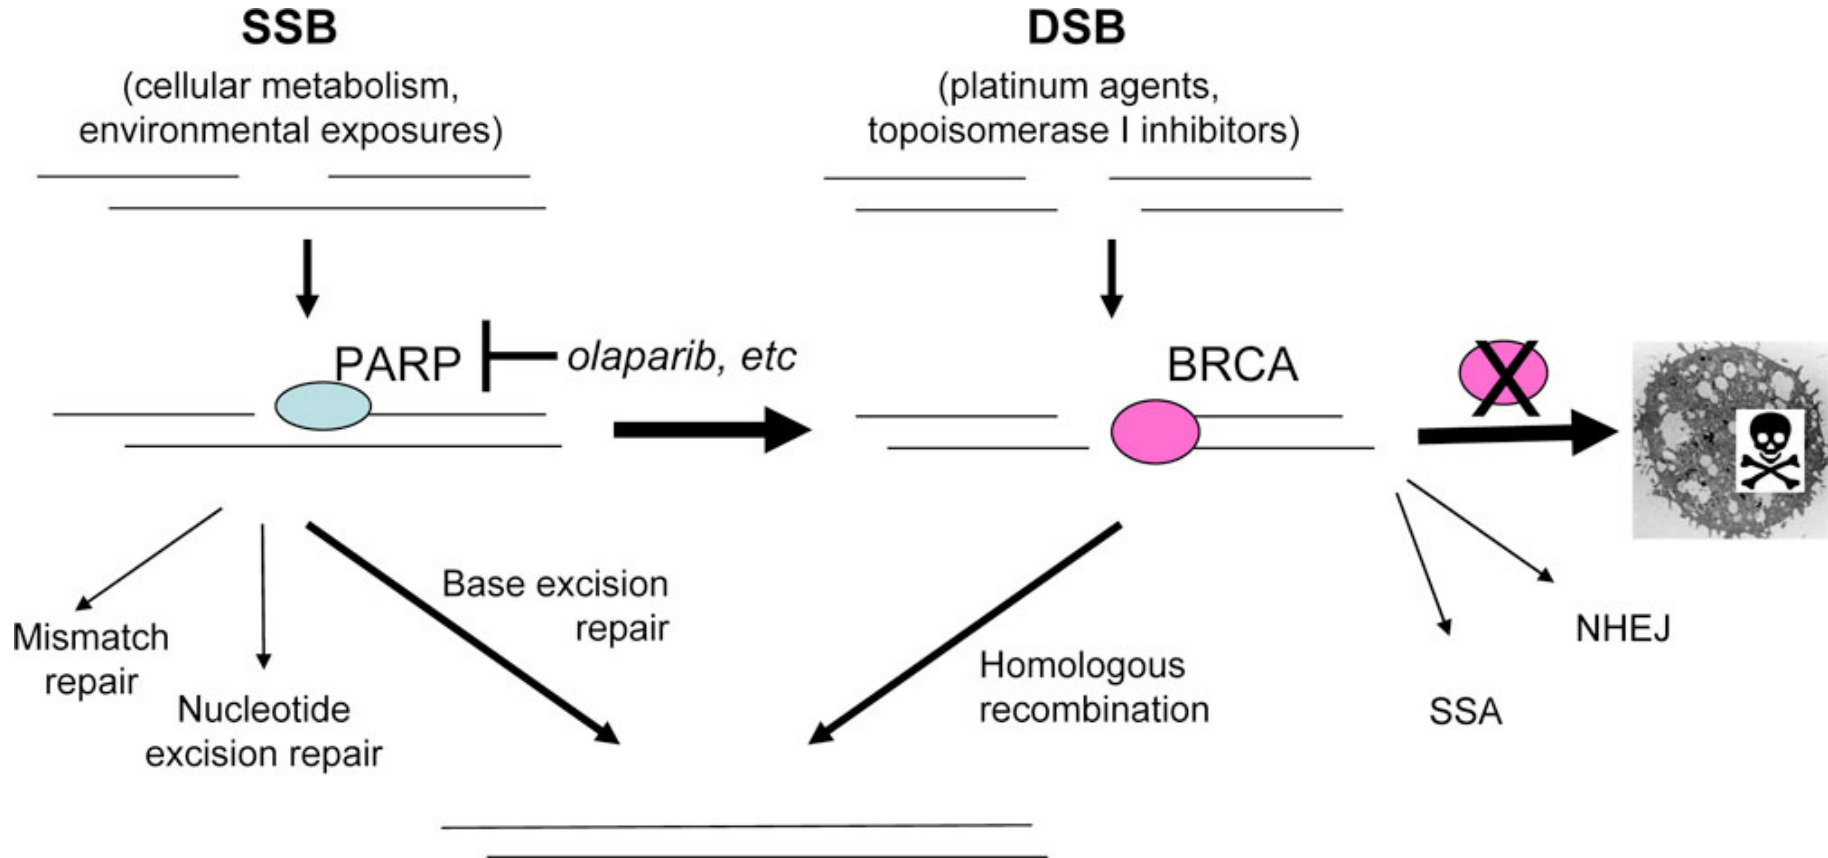 SSB
(cellular metabolism,
environmental exposures)
DSB
(platinum agents,
topoisomerase I inhibitors)
PARP
olaparib, etc
BRCA
X
Base excision
repair
Mismatch
repair
Nucleotide
excision repair
Homologous
recombination
NHEJ
SSA